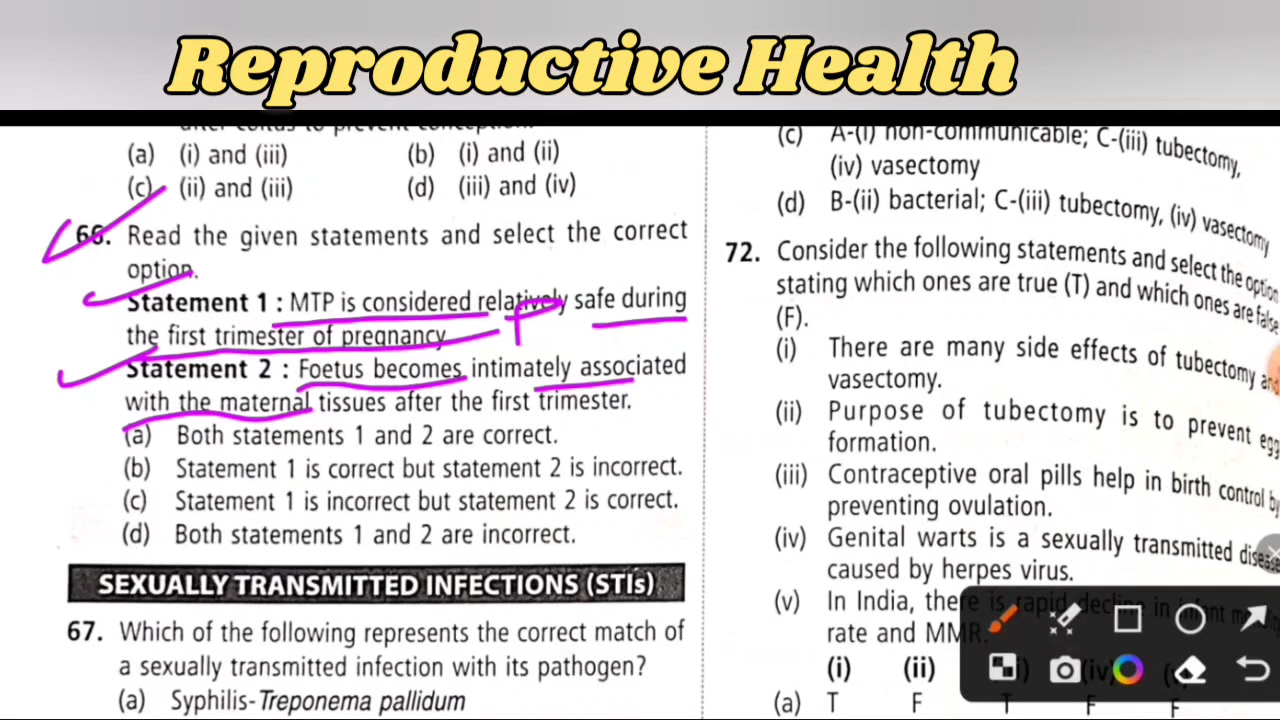 Reproductive Health
after coitus to prevent conception.
(a) (i) and (iii) (b) (i) and (ii)
(c) (ii) and (iii) (d) (iii) and (iv)
66. Read the given statements and select the correct
option.
Statement 1 : MTP is considered relatively safe during
the first trimester of pregnancy
Statement 2 : Foetus becomes intimately associated
with the maternal tissues after the first trimester.
(a) Both statements 1 and 2 are correct.
(b) Statement 1 is correct but statement 2 is incorrect.
(c) Statement 1 is incorrect but statement 2 is correct.
(d) Both statements 1 and 2 are incorrect.
SEXUALLY TRANSMITTED INFECTIONS (STIs)
67. Which of the following represents the correct match of
a sexually transmitted infection with its pathogen?
(a) Syphilis- Treponema pallidum
(c) A-(i) non-communicable; C-(iii) tubectomy,
(iv) vasectomy
(d) B-(ii) bacterial; C-(iii) tubectomy, (iv) vasectomy
72. Consider the following statements and select the option
stating which ones are true (T) and which ones are false
(F).
(i) There are many side effects of tubectomy and
vasectomy.
(ii) Purpose of tubectomy is to prevent egg
formation.
(iii) Contraceptive oral pills help in birth control by
preventing ovulation.
(iv) Genital warts is a sexually transmitted disease
caused by herpes virus.
(v) In India, there is rapid decline in infant
rate and MMR.
(i) (ii) (iv)
(a) T F T F F